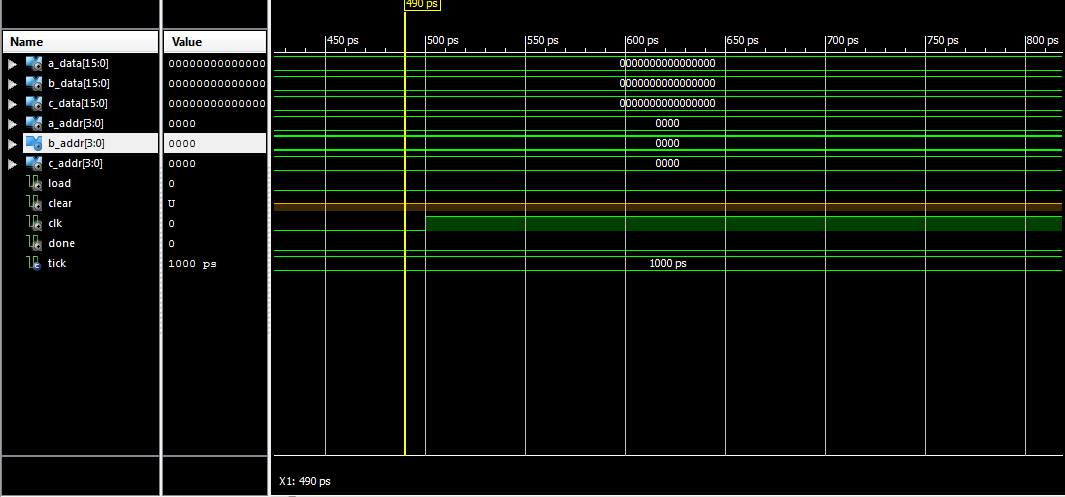 490 ps
Name Value 450 ps 500 ps 550 ps 600 ps 650 ps 700 ps 750 ps 800 ps
a_data[15:0] 00000000000000 0000000000000000
b_data[15:0] 00000000000000 0000000000000000
c_data[15:0] 00000000000000 0000000000000000
a_addr[3:0] 0000 0000
b_addr[3:0] 0000 0000
c_addr[3:0] 0000 0000
load 0
clear U
clk 0
done 0
tick 1000 ps 1000 ps
X1: 490 ps